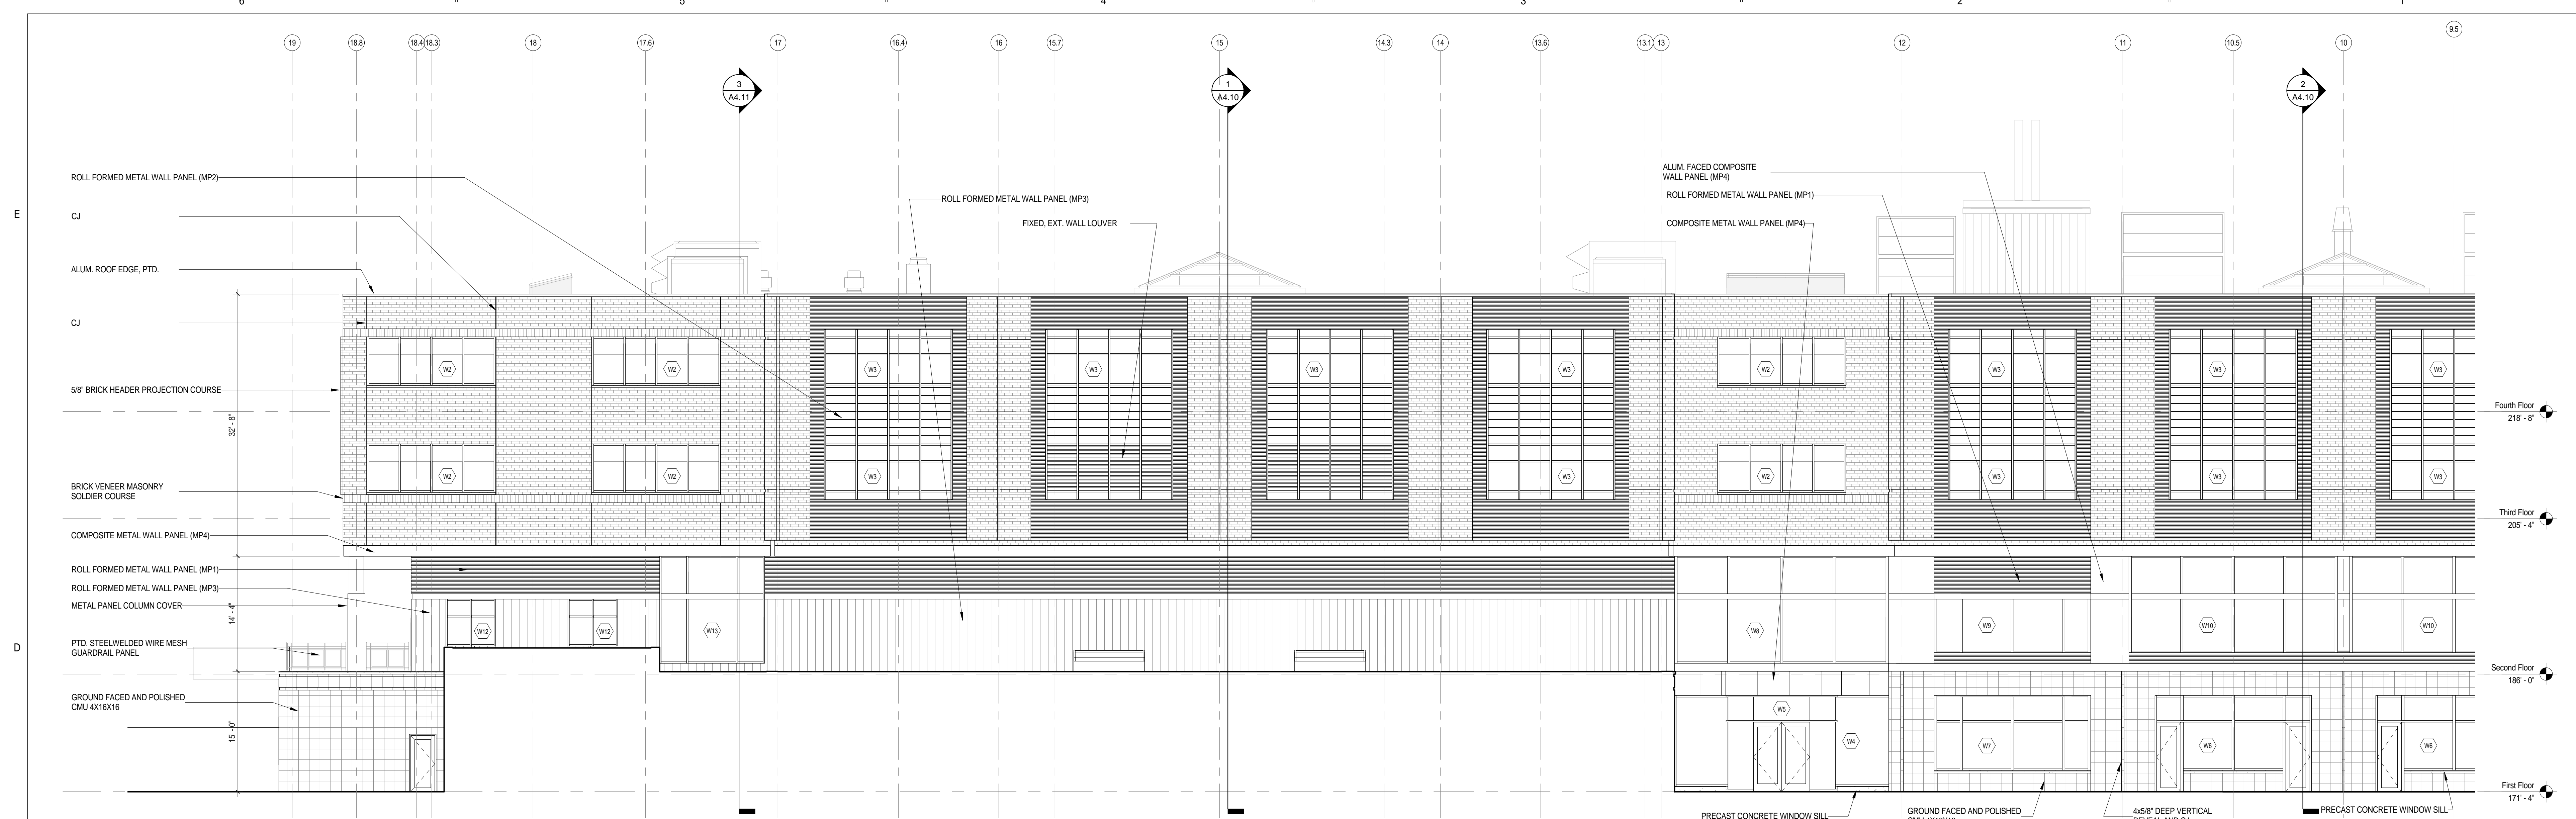 6 5 4 3 2 1
19 18.8 18.4 18.3 18 17.6 17 16.4 16 15.7 15 14.3 14 13.6 13.1 13 12 11 10.5 10 9.5
3
A4.11
1
A4.10
2
A4.10
E
D
ROLL FORMED METAL WALL PANEL (MP2)
CJ
ALUM. ROOF EDGE, PTD.
CJ
5/8" BRICK HEADER PROJECTION COURSE
BRICK VENEER MASONRY
SOLDIER COURSE
COMPOSITE METAL WALL PANEL (MP4)
ROLL FORMED METAL WALL PANEL (MP1)
ROLL FORMED METAL WALL PANEL (MP3)
METAL PANEL COLUMN COVER
PTD. STEELWELDED WIRE MESH
GUARDRAIL PANEL
GROUND FACED AND POLISHED
CMU 4X16X16
32' - 8"
14' - 4"
15' - 0"
ROLL FORMED METAL WALL PANEL (MP3)
FIXED, EXT. WALL LOUVER
ALUM. FACED COMPOSITE
WALL PANEL (MP4)
ROLL FORMED METAL WALL PANEL (MP1)
COMPOSITE METAL WALL PANEL (MP4)
W2 W2 W3 W3 W3 W3 W2 W3 W3 W3
W2 W2 W3 W3 W2 W3 W3 W3
W12 W12 W13 W8 W9 W10 W10
W5
W4 W7 W6 W6
Fourth Floor
218' - 8"
Third Floor
205' - 4"
Second Floor
186' - 0"
First Floor
171' - 4"
PRECAST CONCRETE WINDOW SILL
GROUND FACED AND POLISHED
4x5/8" DEEP VERTICAL
PRECAST CONCRETE WINDOW SILL